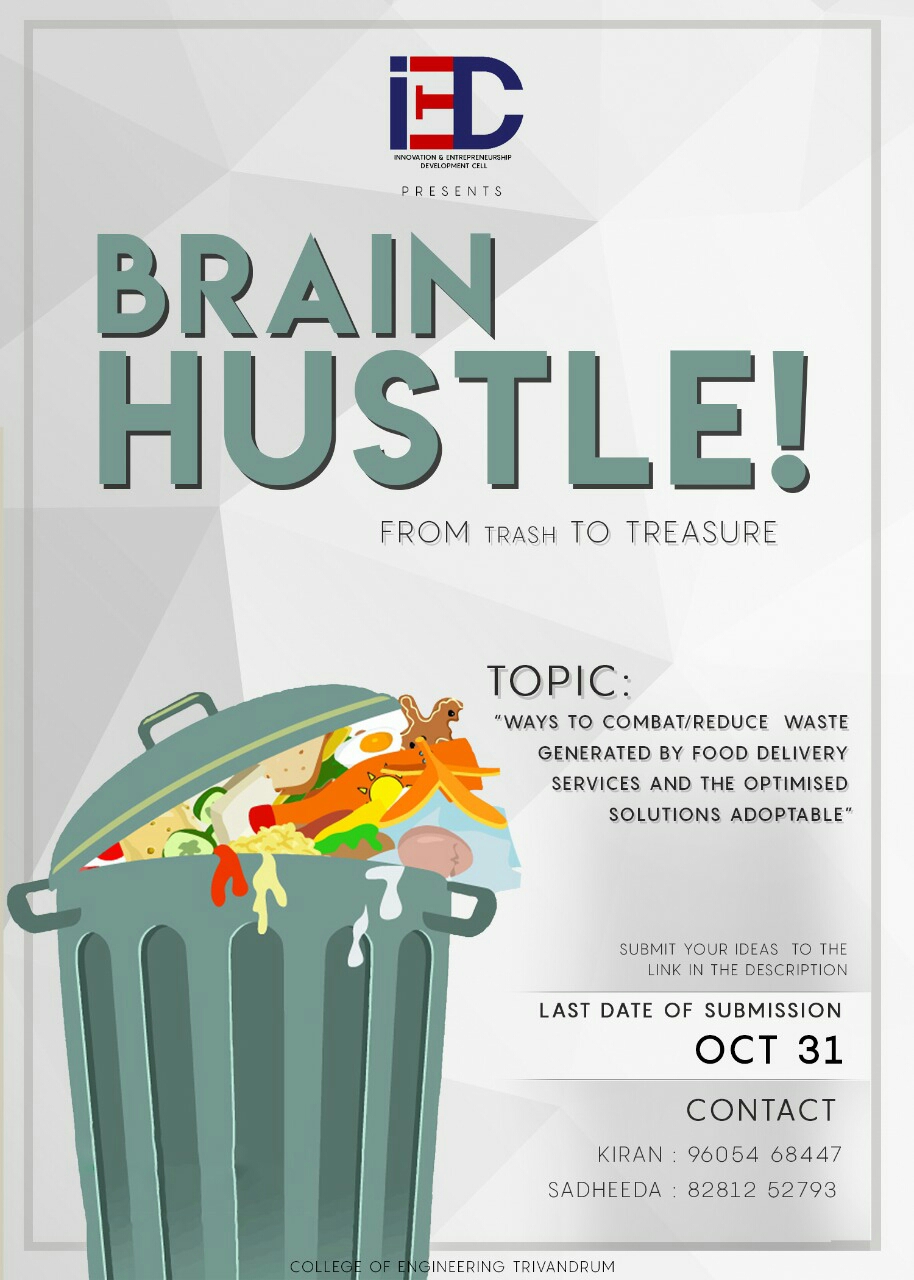 iEDC
INNOVATION & ENTREPRENEURSHIP
DEVELOPMENT CELL
PRESENTS
BRAIN
HUSTLE!
FROM TRASH TO TREASURE
TOPIC:
"WAYS TO COMBAT/REDUCE WASTE
GENERATED BY FOOD DELIVERY
SERVICES AND THE OPTIMISED
SOLUTIONS ADOPTABLE"
SUBMIT YOUR IDEAS TO THE
LINK IN THE DESCRIPTION
LAST DATE OF SUBMISSION
OCT 31
CONTACT
KIRAN : 96054 68447
SADHEEDA : 82812 52793
COLLEGE OF ENGINEERING TRIVANDRUM